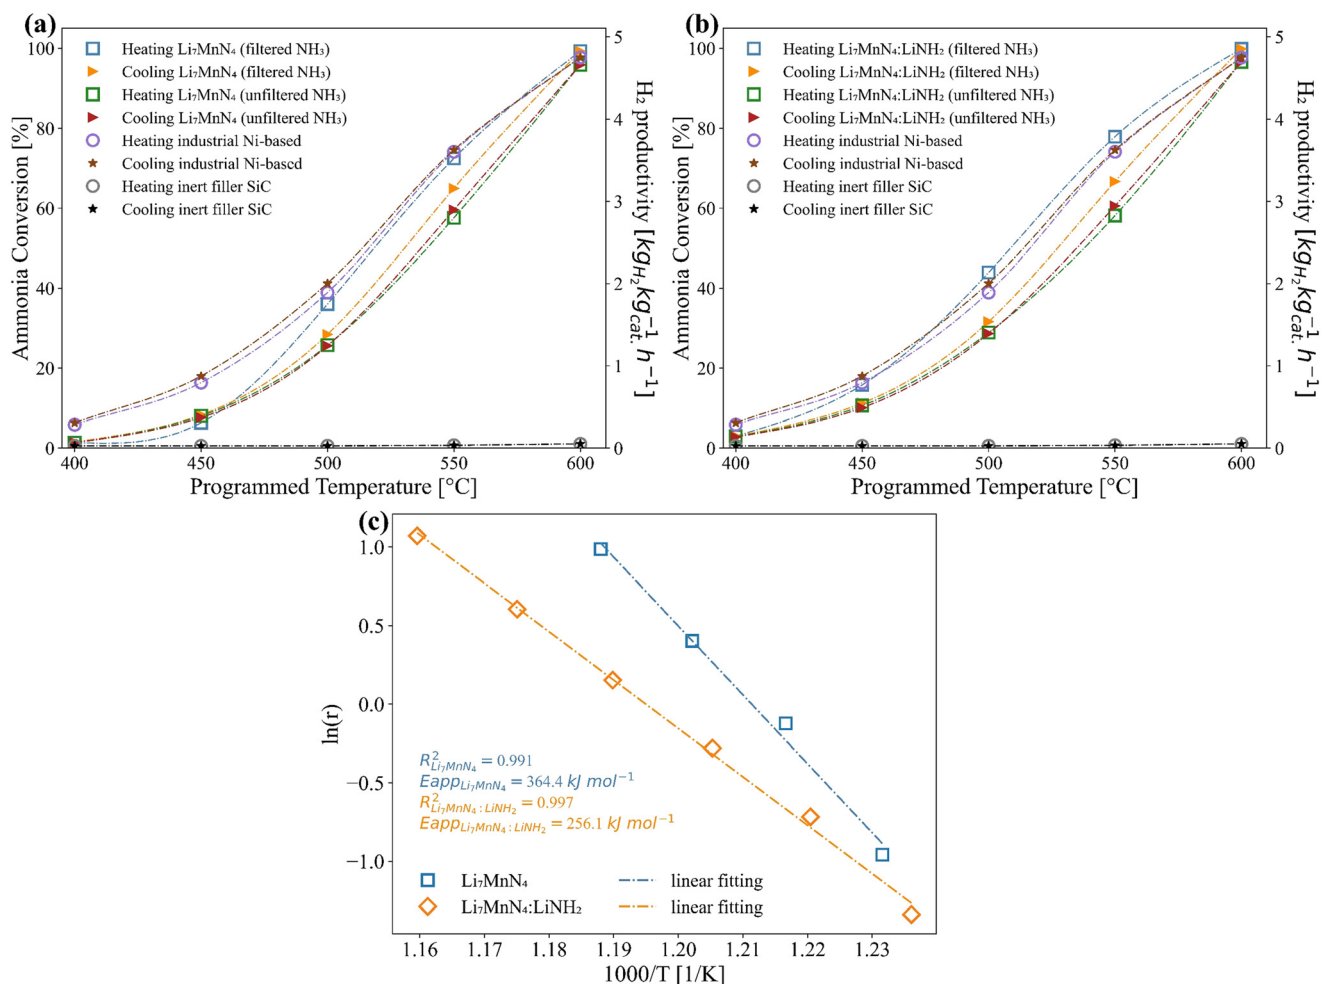 (a)
Heating Li₇MnN₄ (filtered NH₃)
Cooling Li₇MnN₄ (filtered NH₃)
Heating Li₇MnN₄ (unfiltered NH₃)
Cooling Li₇MnN₄ (unfiltered NH₃)
Heating industrial Ni-based
Cooling industrial Ni-based
Heating inert filler SiC
Cooling inert filler SiC
Ammonia Conversion [%]
100
80
60
40
20
0
400 450 500 550 600
Programmed Temperature [°C]
5
4
3
2
1
0
H₂ productivity [kg_H₂ kg_cat.⁻¹ h⁻¹]
(b)
Heating Li₇MnN₄:LiNH₂ (filtered NH₃)
Cooling Li₇MnN₄:LiNH₂ (filtered NH₃)
Heating Li₇MnN₄:LiNH₂ (unfiltered NH₃)
Cooling Li₇MnN₄:LiNH₂ (unfiltered NH₃)
Heating industrial Ni-based
Cooling industrial Ni-based
Heating inert filler SiC
Cooling inert filler SiC
Ammonia Conversion [%]
100
80
60
40
20
0
400 450 500 550 600
Programmed Temperature [°C]
5
4
3
2
1
0
H₂ productivity [kg_H₂ kg_cat.⁻¹ h⁻¹]
(c)
ln(r)
1.0
0.5
0.0
−0.5
−1.0
R²_Li₇MnN₄ = 0.991
Eapp_Li₇MnN₄ = 364.4 kJ mol⁻¹
R²_Li₇MnN₄:LiNH₂ = 0.997
Eapp_Li₇MnN₄:LiNH₂ = 256.1 kJ mol⁻¹
Li₇MnN₄ linear fitting
Li₇MnN₄:LiNH₂ linear fitting
1.16 1.17 1.18 1.19 1.20 1.21 1.22 1.23
1000/T [1/K]